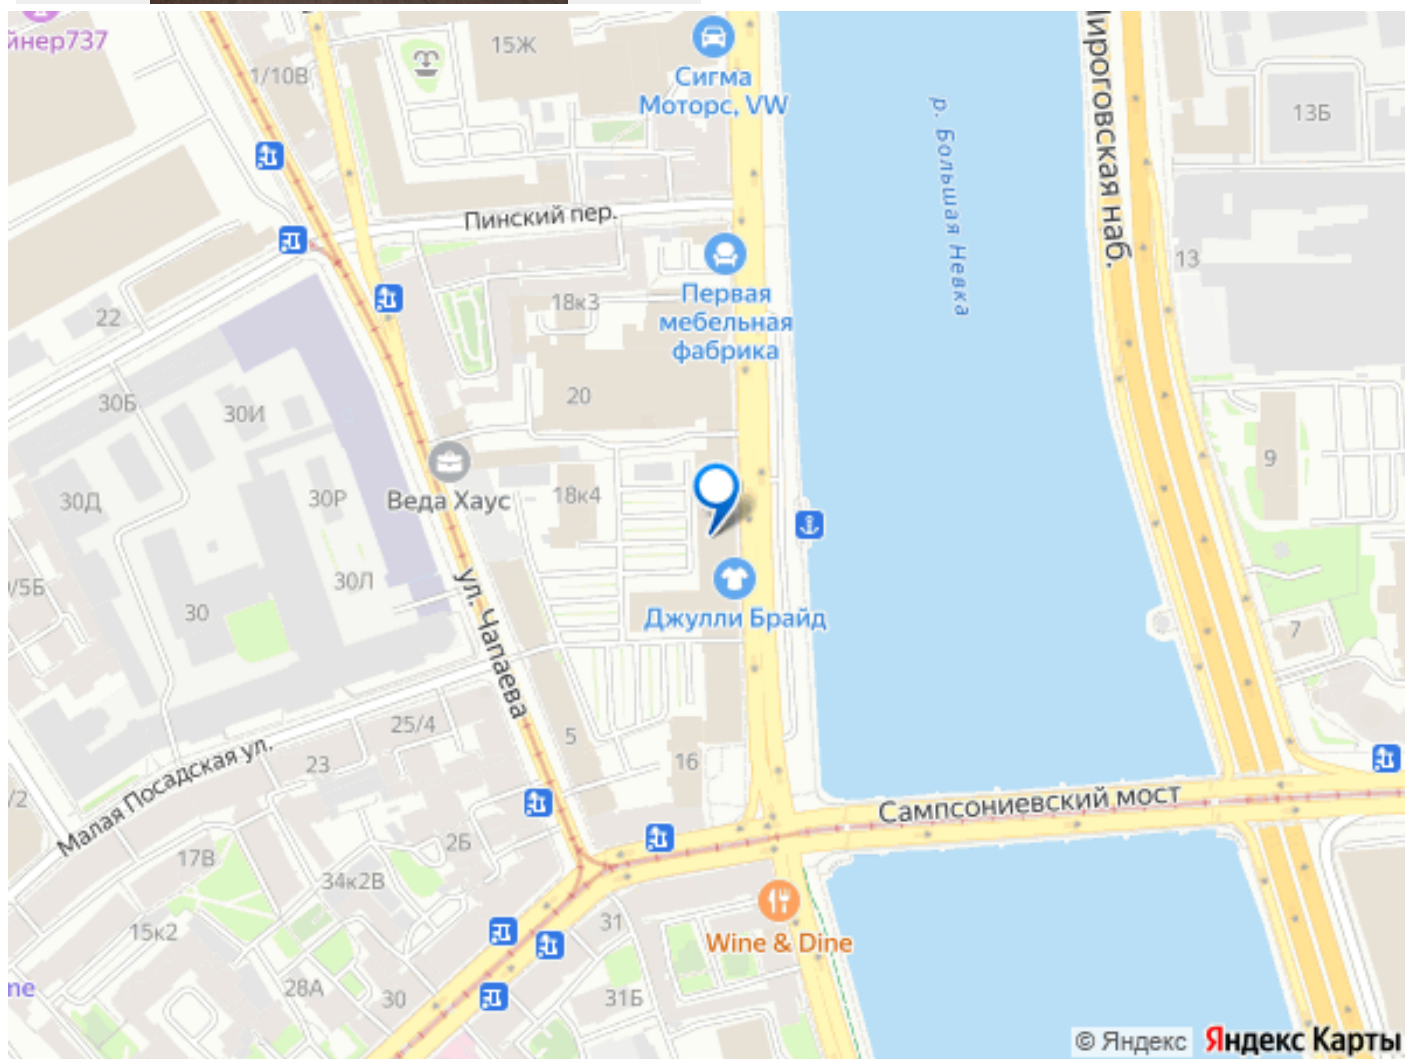 йнер737
15Ж
1/10В
Сигма
Моторс, VW
Пироговская наб.
13Б
р. Большая Невка
Пинский пер.
13
22
18к3
Первая
мебельная
фабрика
30Б
30И
20
9
30Д
30Р
Веда Хаус
18к4
/5Б
30Л
30
ул. Чапаева
Джулли Брайд
7
25/4
5
16
23
Малая Посадская ул.
/2
Сампсониевский мост
2Б
17В
34к2В
15к2
31
Wine & Dine
me
28А
30
31Б
© Яндекс Яндекс Карты